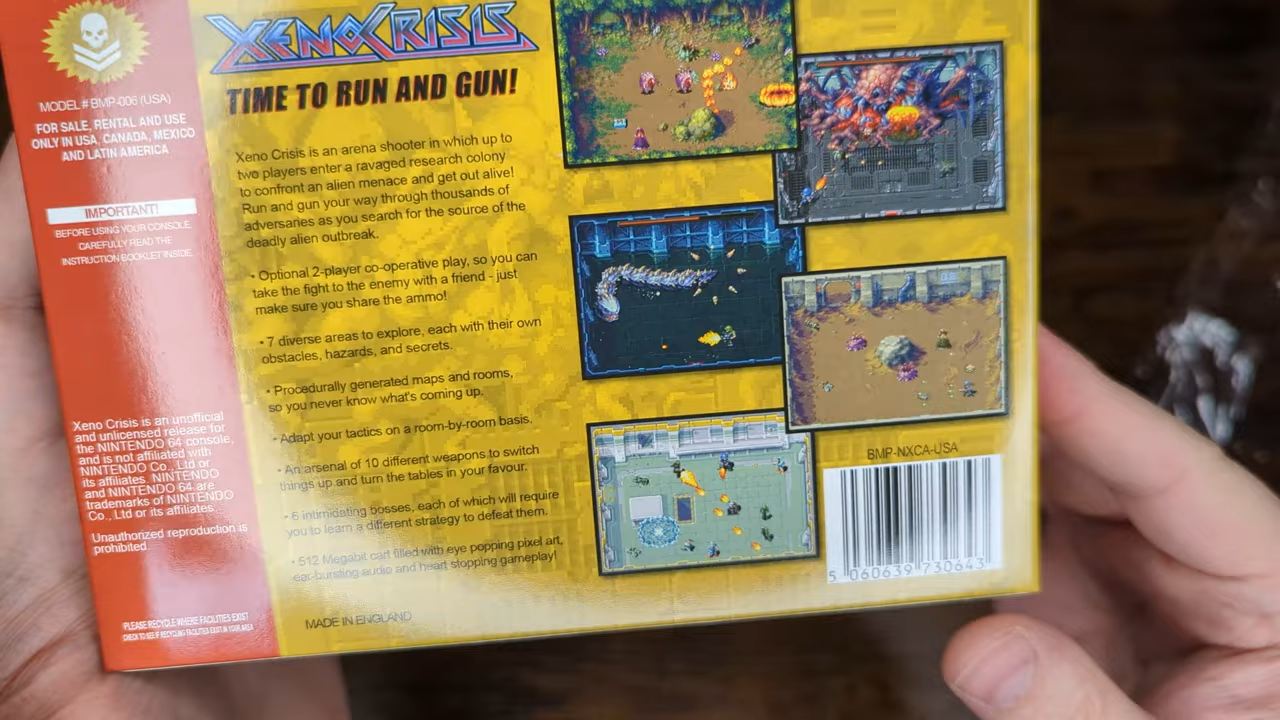 MODEL # BMP-006 (USA)
FOR SALE, RENTAL AND USE
ONLY IN USA, CANADA, MEXICO
AND LATIN AMERICA
IMPORTANT!
BEFORE USING YOUR CONSOLE
CAREFULLY READ THE
INSTRUCTION BOOKLET INSIDE.
Xeno Crisis is an unofficial
and unlicensed release for
the NINTENDO 64 console,
and is not affiliated with
NINTENDO Co., Ltd or
its affiliates. NINTENDO
and NINTENDO 64 are
trademarks of NINTENDO
Co., Ltd or its affiliates.
Unauthorized reproduction is
prohibited.
PLEASE RECYCLE WHERE FACILITIES EXIST
CHECK TO SEE IF RECYCLING FACILITIES EXIST IN YOUR AREA
XENOCRISIS
TIME TO RUN AND GUN!
Xeno Crisis is an arena shooter in which up to
two players enter a ravaged research colony
to confront an alien menace and get out alive!
Run and gun your way through thousands of
adversaries as you search for the source of the
deadly alien outbreak.
• Optional 2-player co-operative play, so you can
take the fight to the enemy with a friend - just
make sure you share the ammo!
• 7 diverse areas to explore, each with their own
obstacles, hazards, and secrets.
• Procedurally generated maps and rooms,
so you never know what's coming up.
• Adapt your tactics on a room-by-room basis.
• An arsenal of 10 different weapons to switch
things up and turn the tables in your favour.
• 6 intimidating bosses, each of which will require
you to learn a different strategy to defeat them.
• 512 Megabit cart filled with eye popping pixel art,
ear-bursting audio and heart stopping gameplay!
MADE IN ENGLAND
BMP-NXCA-USA
5 060639 730643